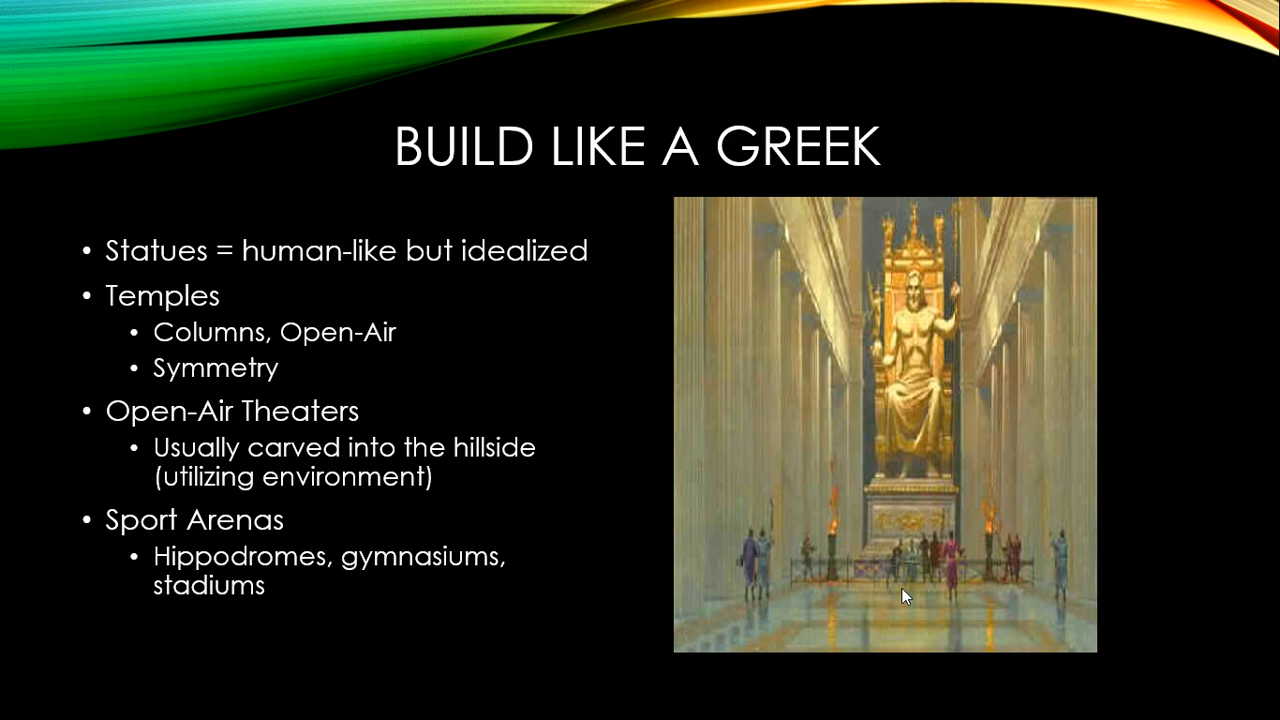 BUILD LIKE A GREEK
• Statues = human-like but idealized
• Temples
• Columns, Open-Air
• Symmetry
• Open-Air Theaters
• Usually carved into the hillside
(utilizing environment)
• Sport Arenas
• Hippodromes, gymnasiums,
stadiums